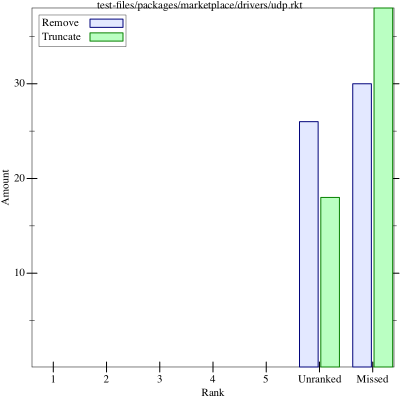 test-files/packages/marketplace/drivers/udp.rkt
Remove
Truncate
30
20
10
Amount
1 2 3 4 5 Unranked Missed
Rank